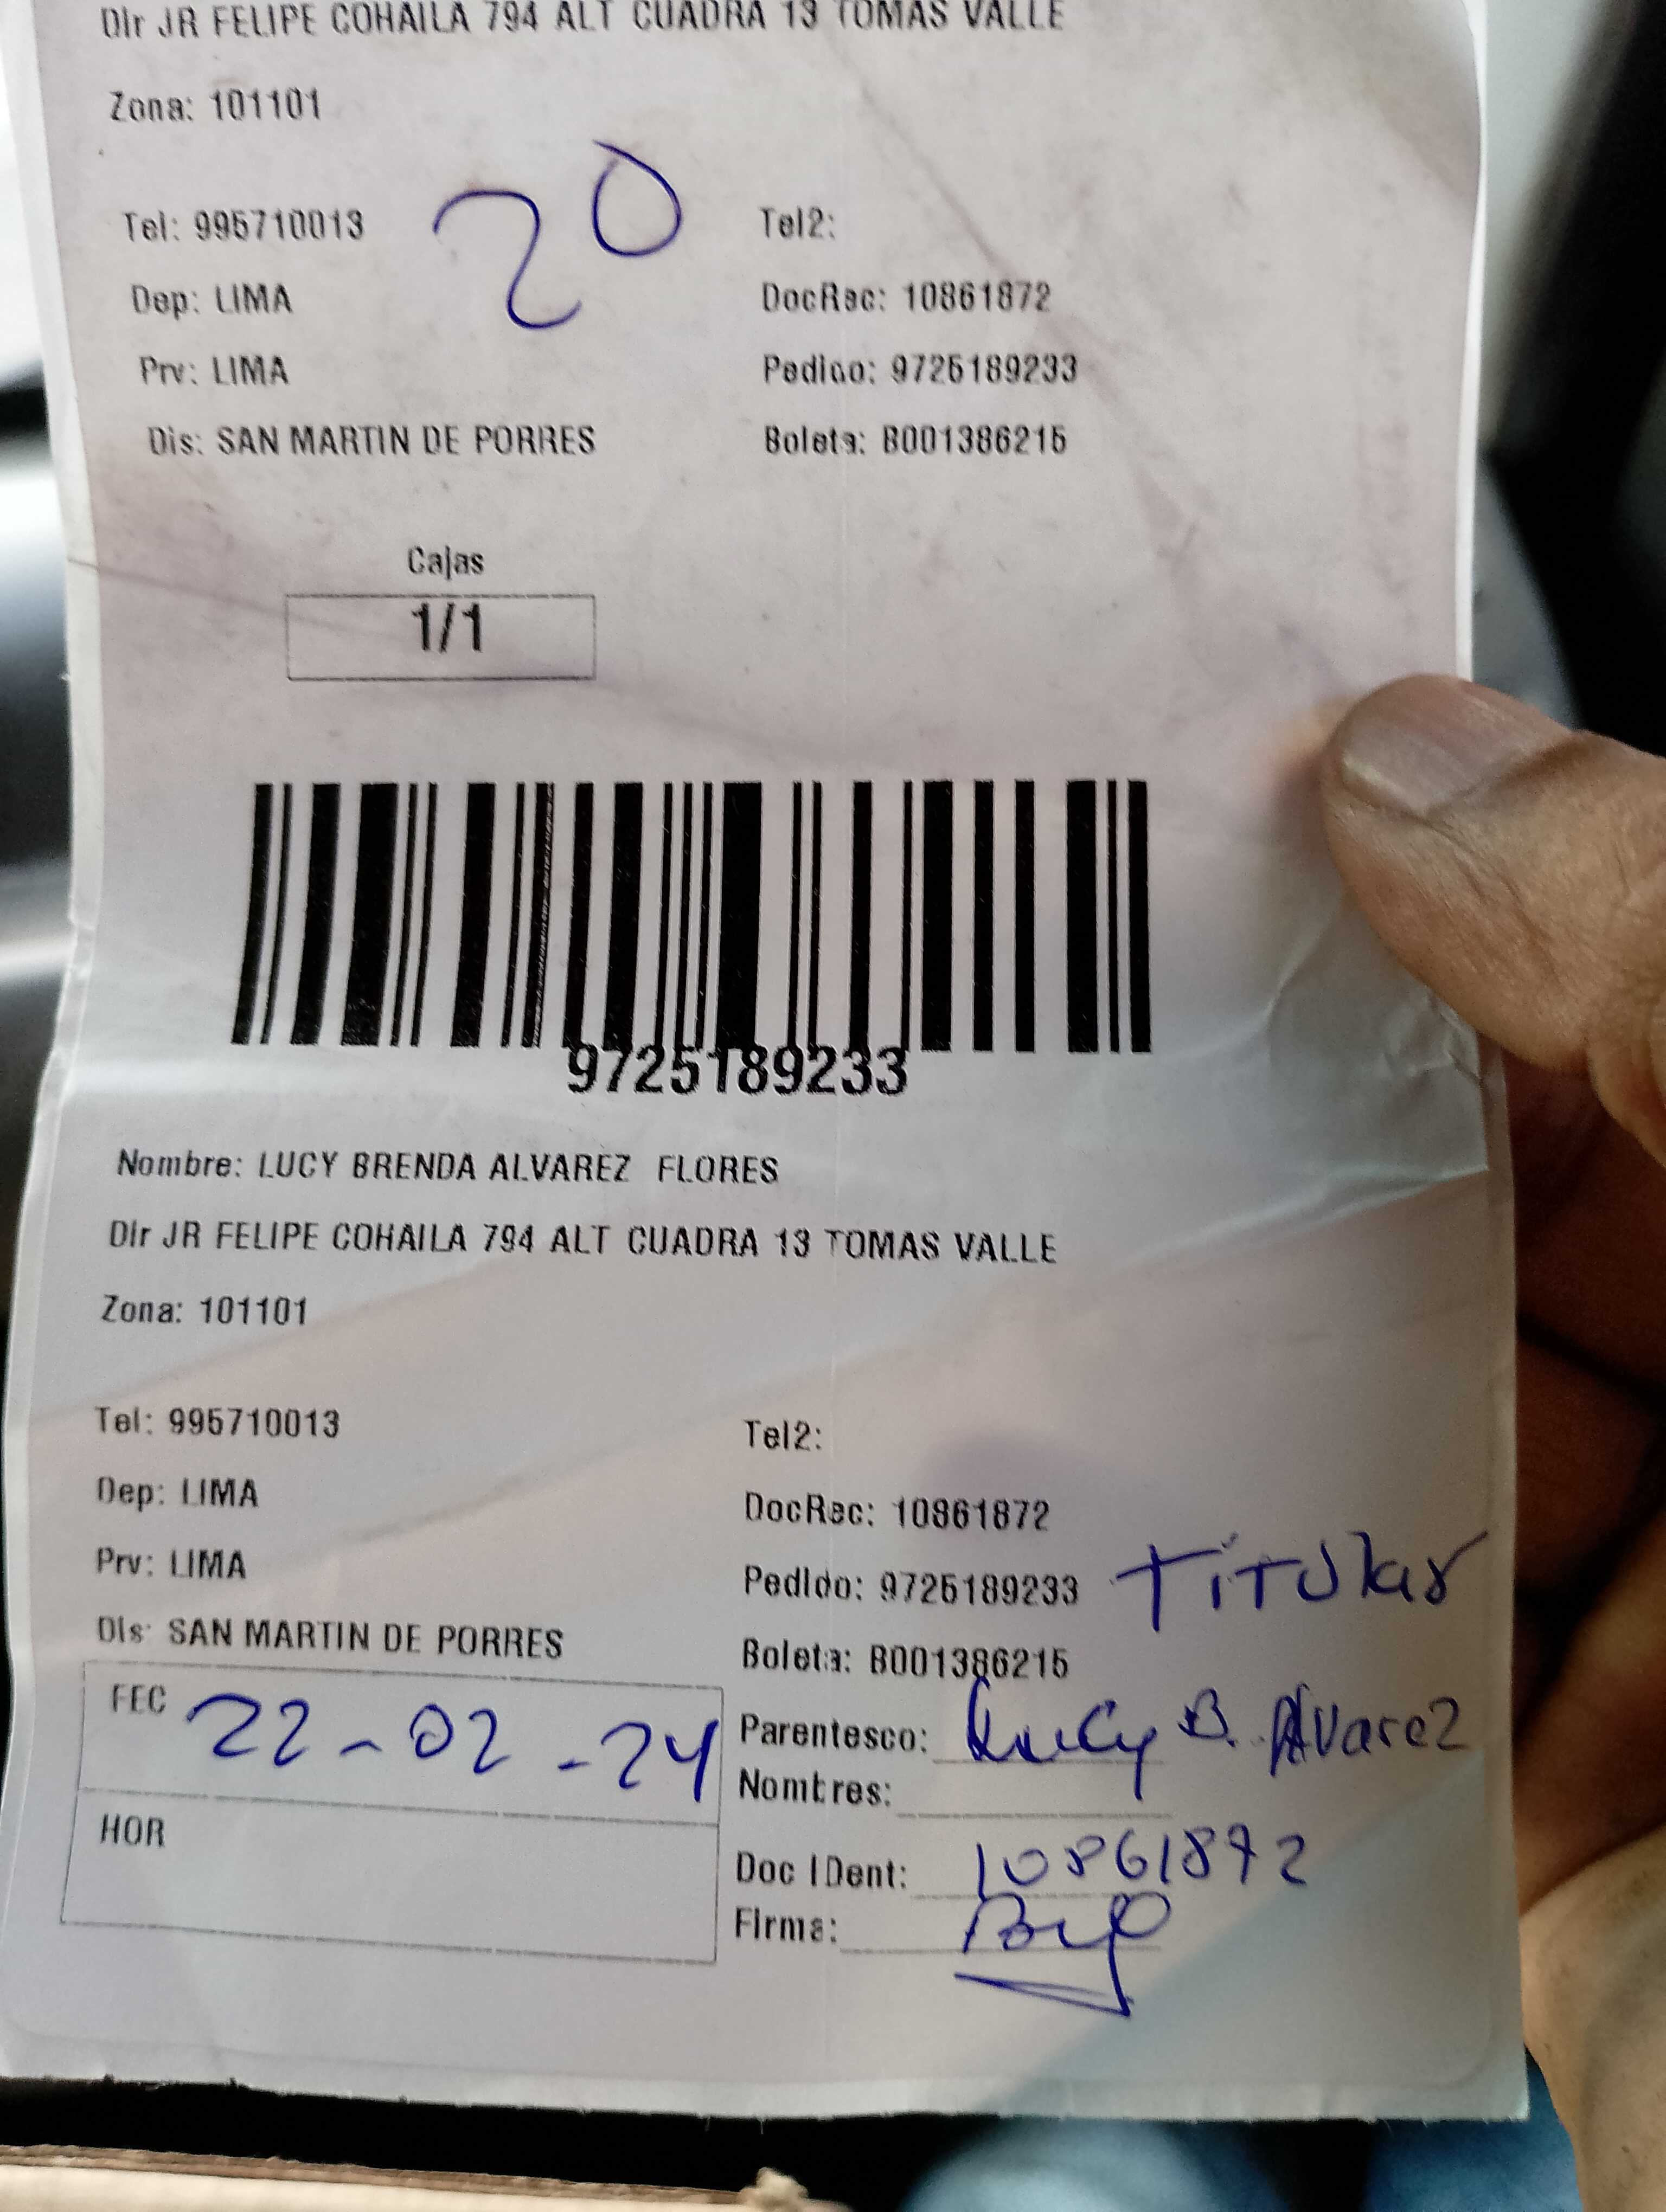 Dir JR FELIPE COHAILA 794 ALT CUADRA 13 TOMAS VALLE
Zona: 101101
20
Tel: 995710013 Tel2:
Dep: LIMA DocRec: 10861872
Prv: LIMA Pedido: 9725189233
Dis: SAN MARTIN DE PORRES Boleta: B001386215
Cajas
1/1
9725189233
Nombre: LUCY BRENDA ALVAREZ FLORES
Dir JR FELIPE COHAILA 794 ALT CUADRA 13 TOMAS VALLE
Zona: 101101
Tel: 995710013 Tel2:
Dep: LIMA DocRec: 10861872
Prv: LIMA Pedido: 9725189233 Titular
Dis: SAN MARTIN DE PORRES Boleta: B001386215
FEC 22-02-24 Parentesco: Lucy B. Alvarez
Nombres:
HOR Doc IDent: 10861872
Firma: